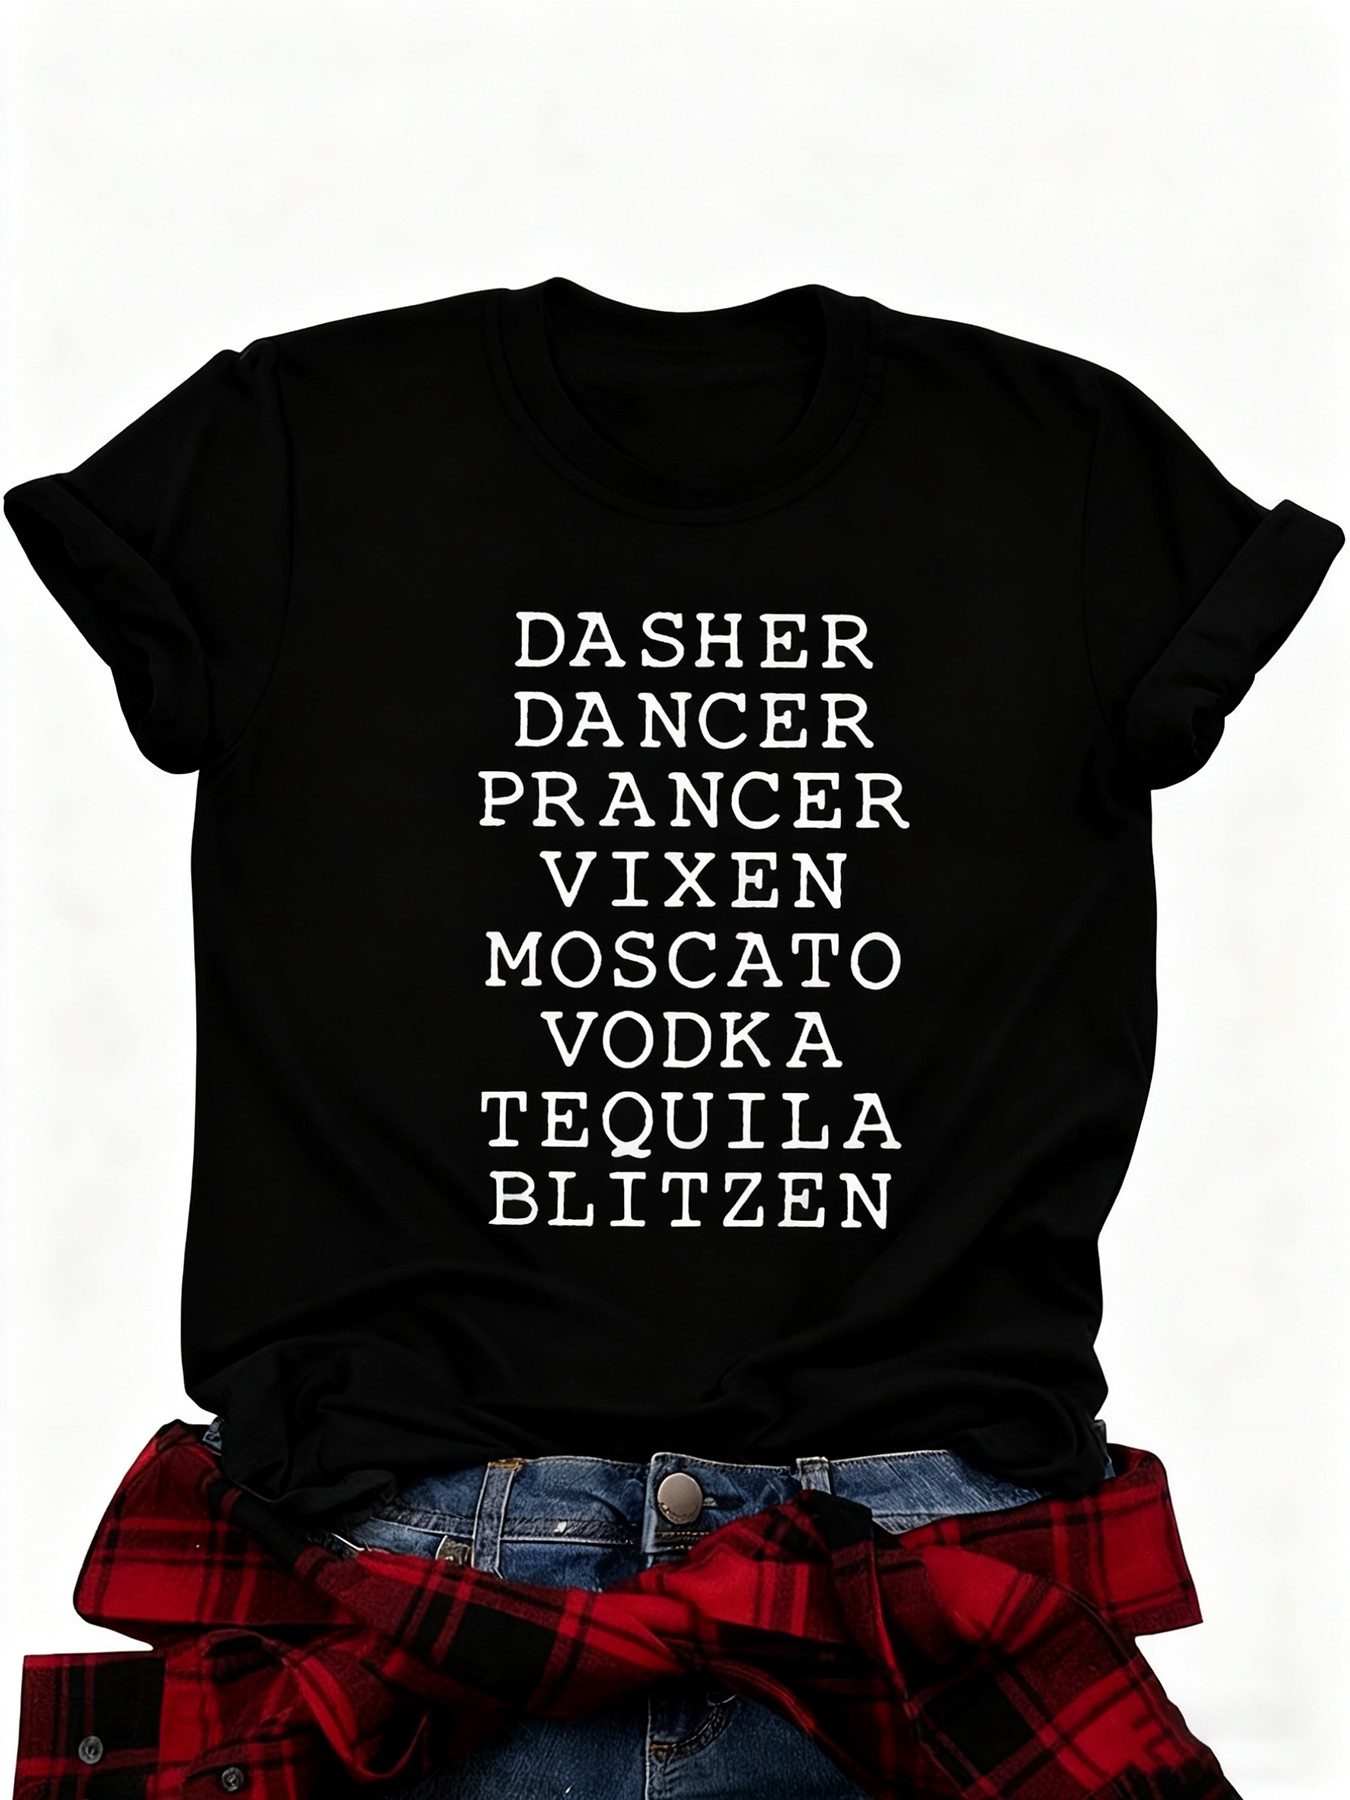 DASHER
DANCER
PRANCER
VIXEN
MOSCATO
VODKA
TEQUILA
BLITZEN